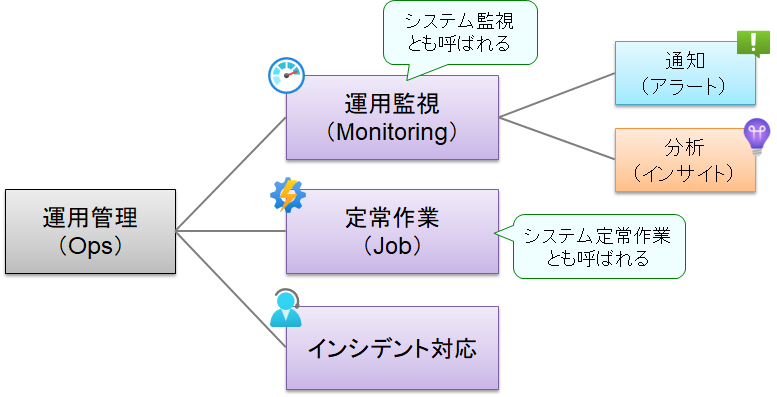 システム監視
とも呼ばれる
運用監視
（Monitoring）
通知
（アラート）
分析
（インサイト）
運用管理
（Ops）
定常作業
（Job）
システム定常作業
とも呼ばれる
インシデント対応